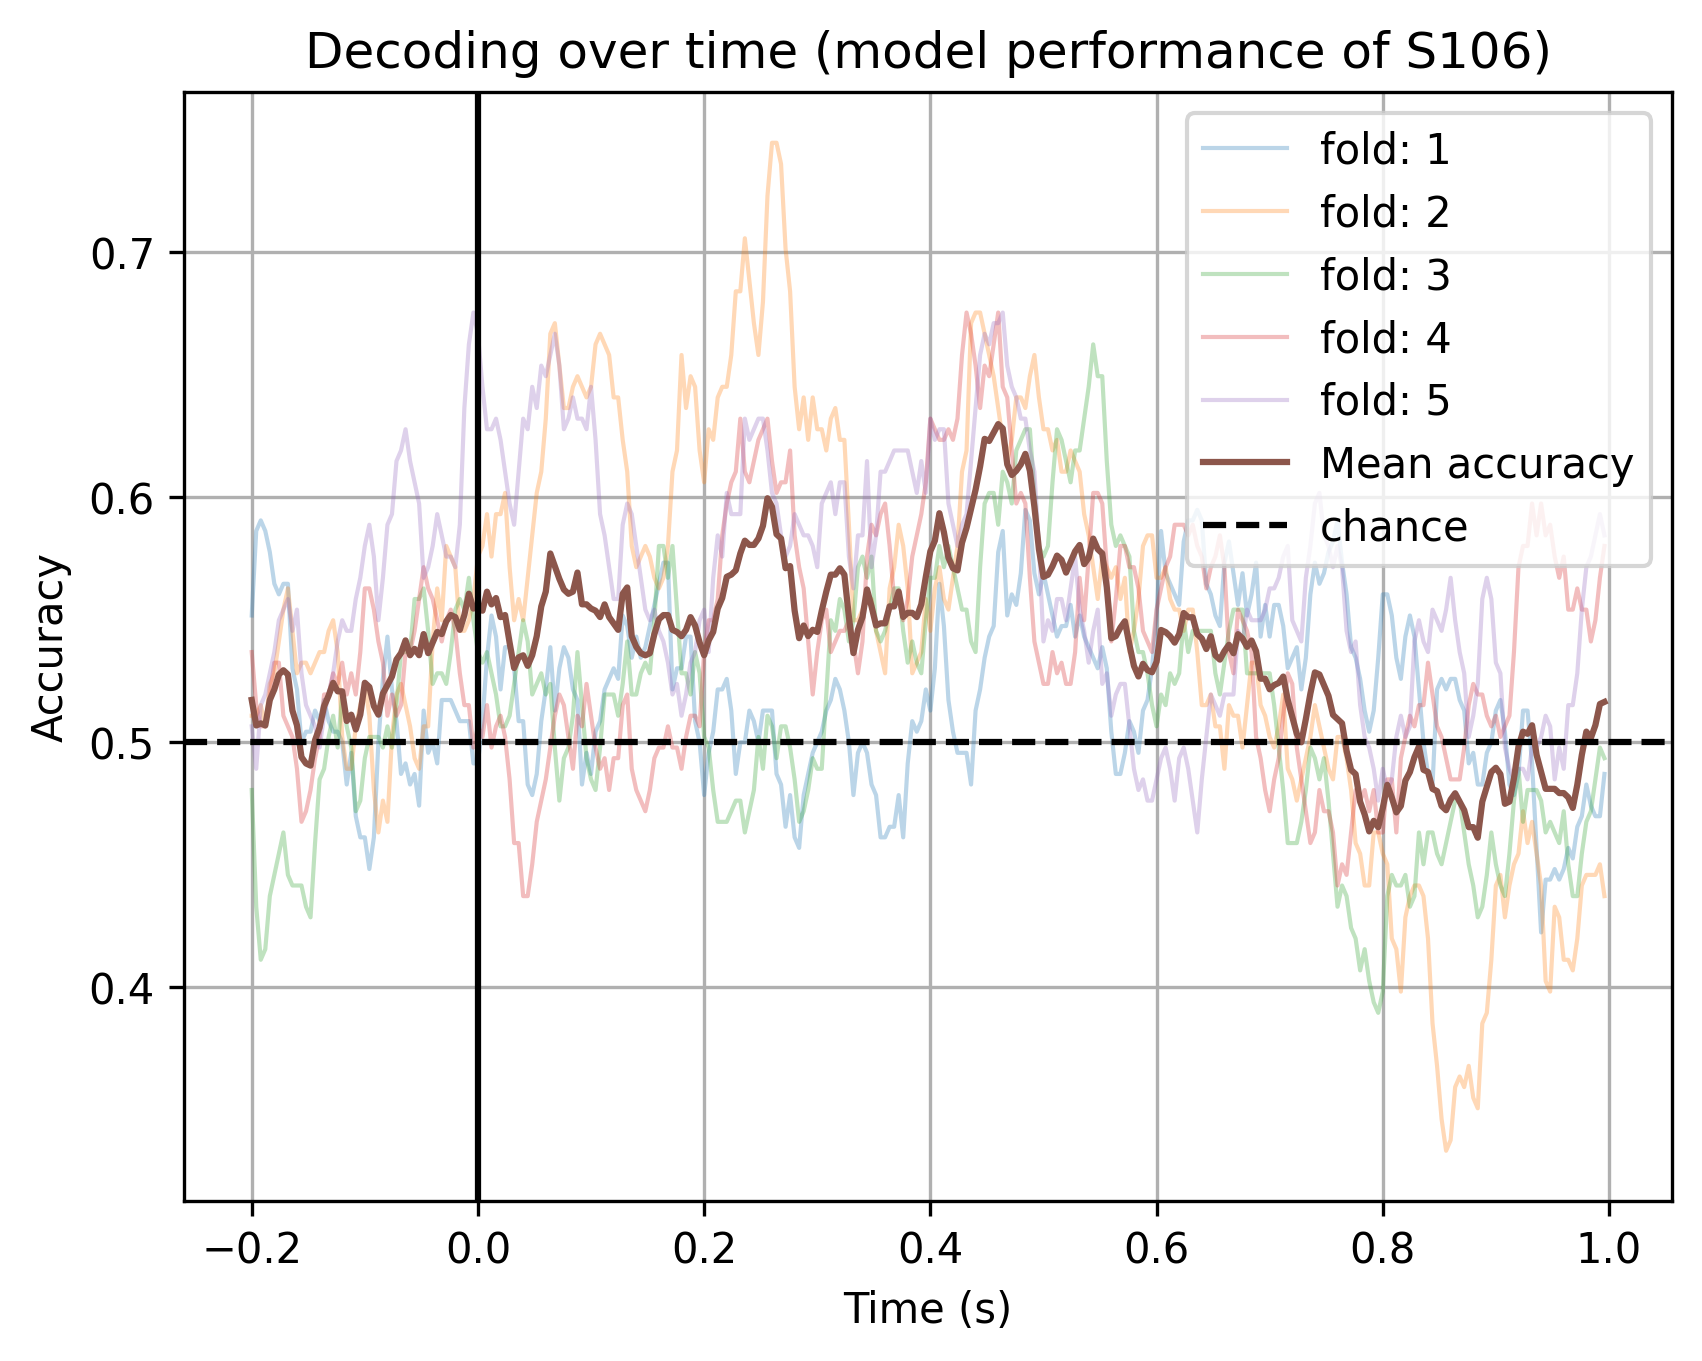 Decoding over time (model performance of S106)
fold: 1
fold: 2
fold: 3
fold: 4
fold: 5
Mean accuracy
chance
Accuracy
0.7
0.6
0.5
0.4
−0.2 0.0 0.2 0.4 0.6 0.8 1.0
Time (s)